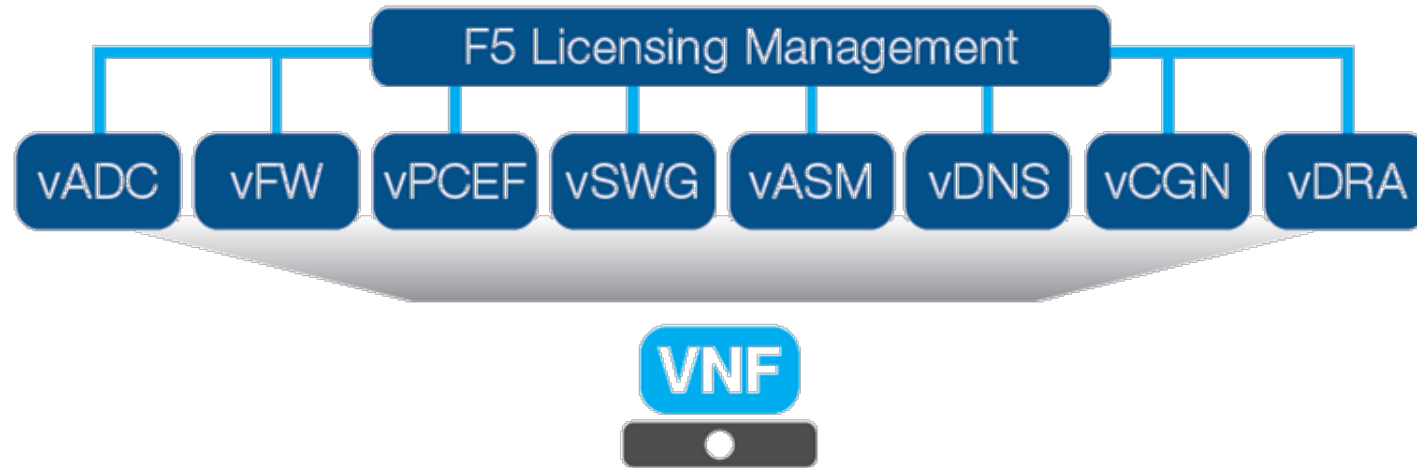 F5 Licensing Management
vADC vFW vPCEF vSWG vASM vDNS vCGN vDRA
VNF